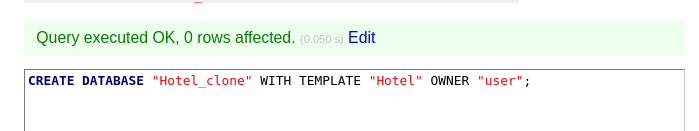 Query executed OK, 0 rows affected. (0.050 s) Edit
CREATE DATABASE "Hotel_clone" WITH TEMPLATE "Hotel" OWNER "user";